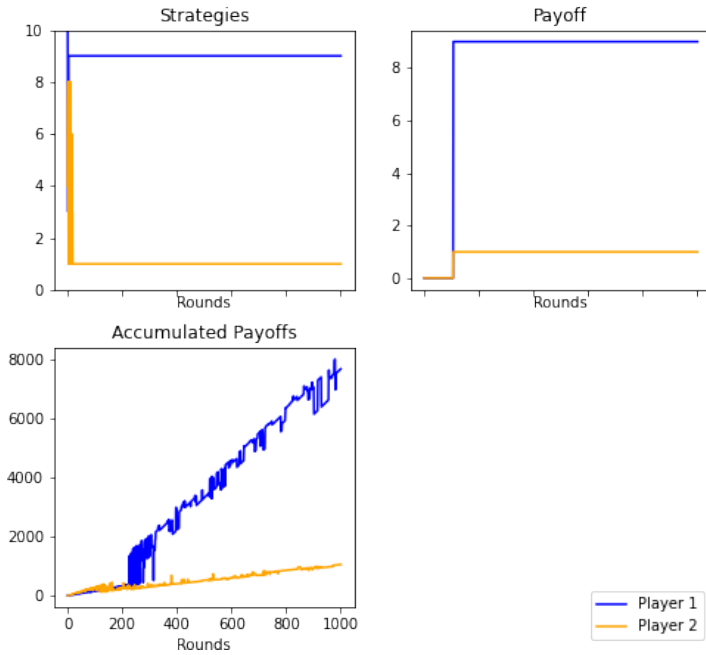 Strategies
10
8
6
4
2
0
Rounds
Payoff
8
6
4
2
0
Rounds
Accumulated Payoffs
8000
6000
4000
2000
0
0 200 400 600 800 1000
Rounds
Player 1
Player 2